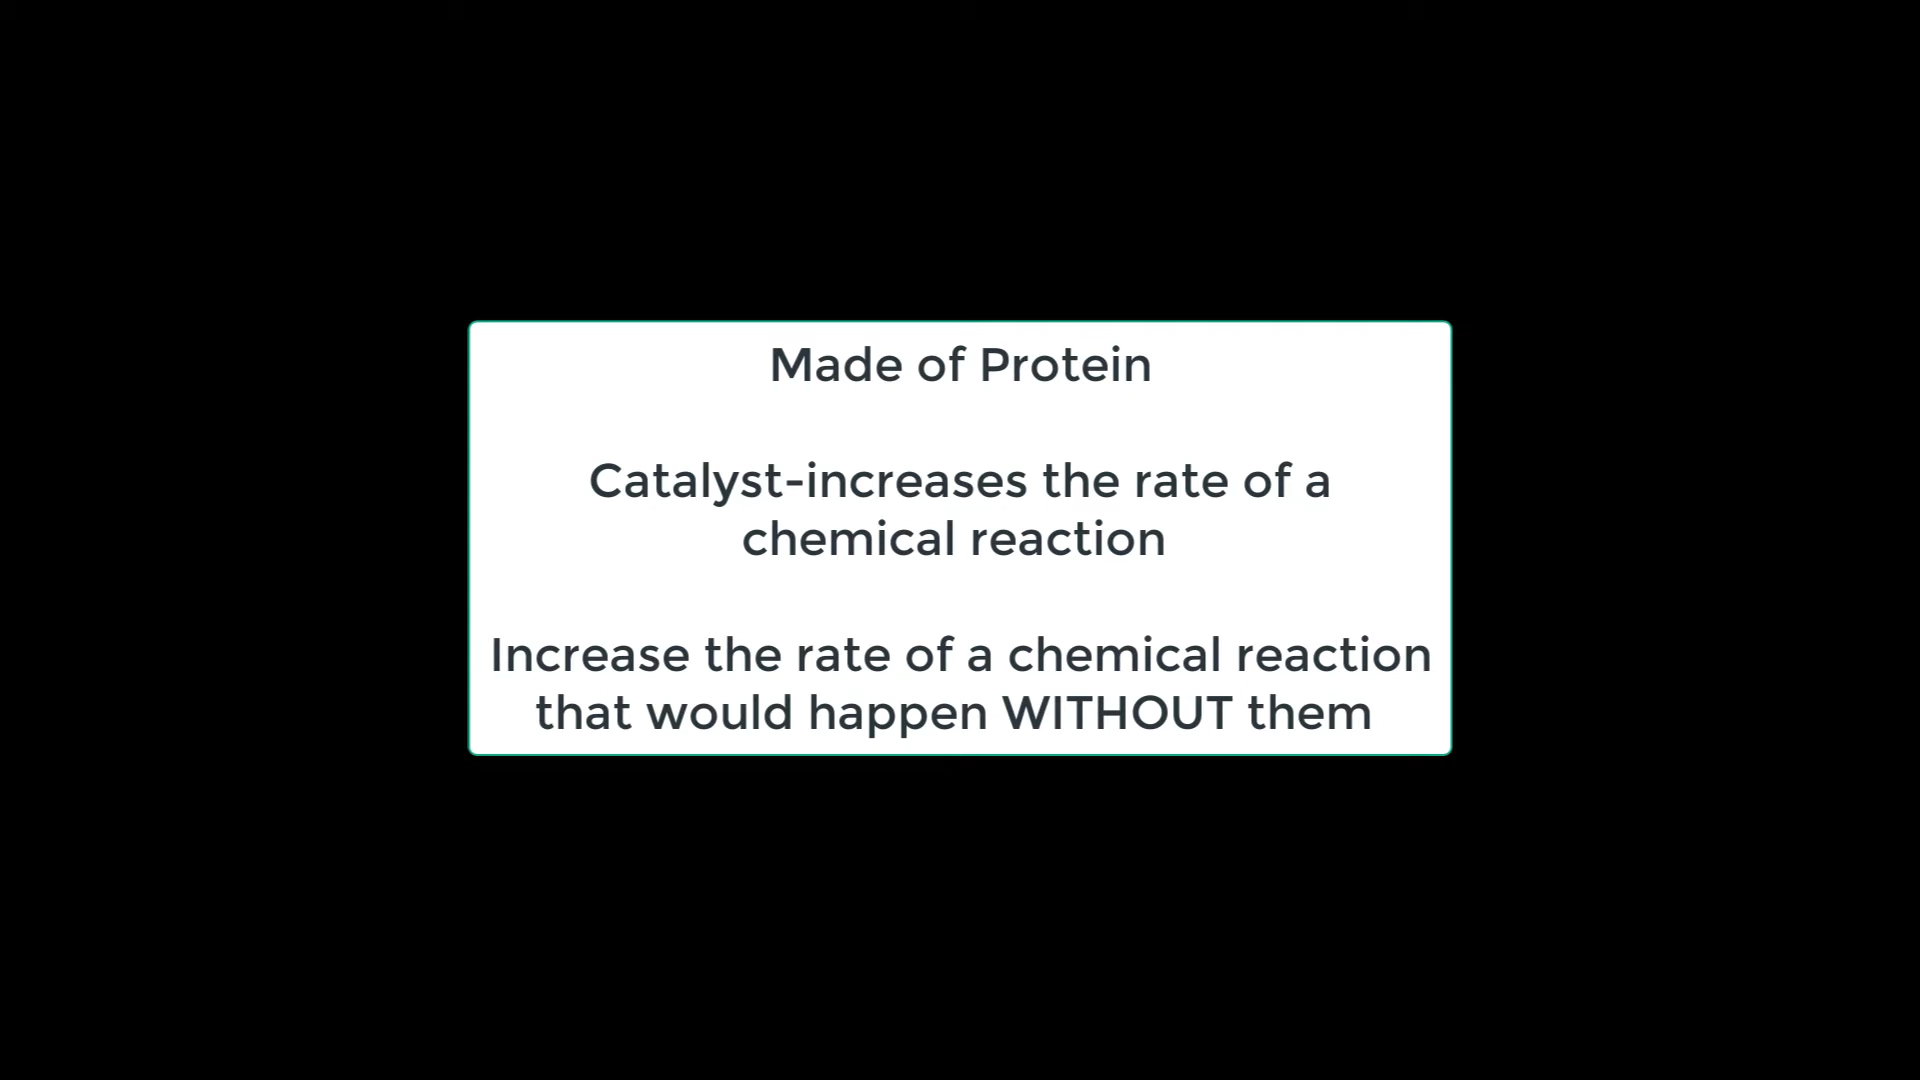 Made of Protein
Catalyst-increases the rate of a
chemical reaction
Increase the rate of a chemical reaction
that would happen WITHOUT them